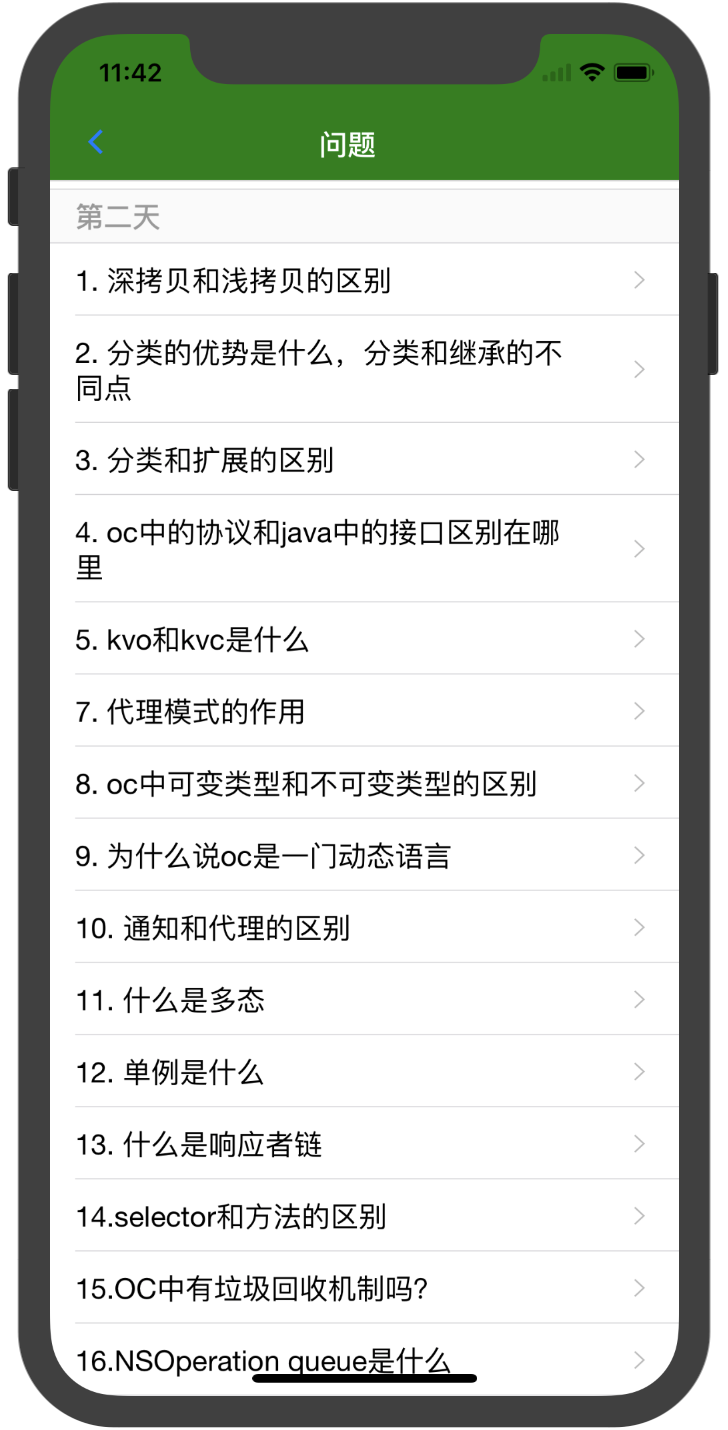 11:42
问题
第二天
1. 深拷贝和浅拷贝的区别
2. 分类的优势是什么，分类和继承的不
同点
3. 分类和扩展的区别
4. oc中的协议和java中的接口区别在哪
里
5. kvo和kvc是什么
7. 代理模式的作用
8. oc中可变类型和不可变类型的区别
9. 为什么说oc是一门动态语言
10. 通知和代理的区别
11. 什么是多态
12. 单例是什么
13. 什么是响应者链
14.selector和方法的区别
15.OC中有垃圾回收机制吗?
16.NSOperation queue是什么